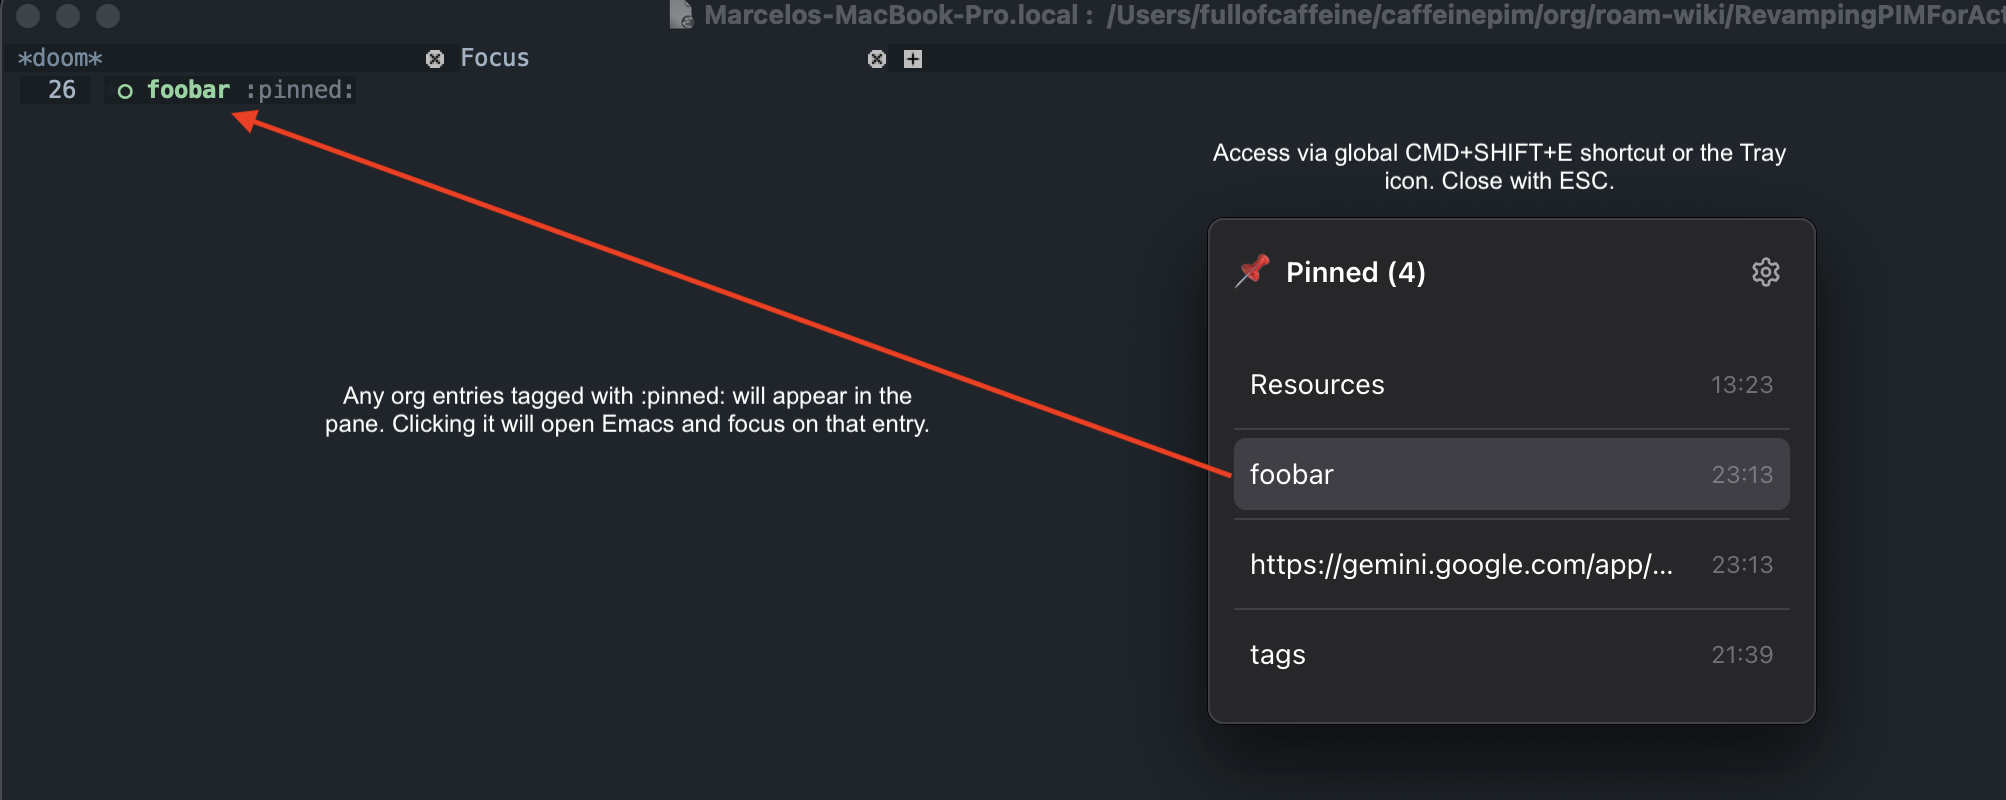 Marcelos-MacBook-Pro.local : /Users/fullofcaffeine/caffeinepim/org/roam-wiki/RevampingPIMForAct
*doom*
Focus
26 foobar :pinned:
Access via global CMD+SHIFT+E shortcut or the Tray
icon. Close with ESC.
Pinned (4)
Resources 13:23
Any org entries tagged with :pinned: will appear in the
pane. Clicking it will open Emacs and focus on that entry.
foobar 23:13
https://gemini.google.com/app/... 23:13
tags 21:39